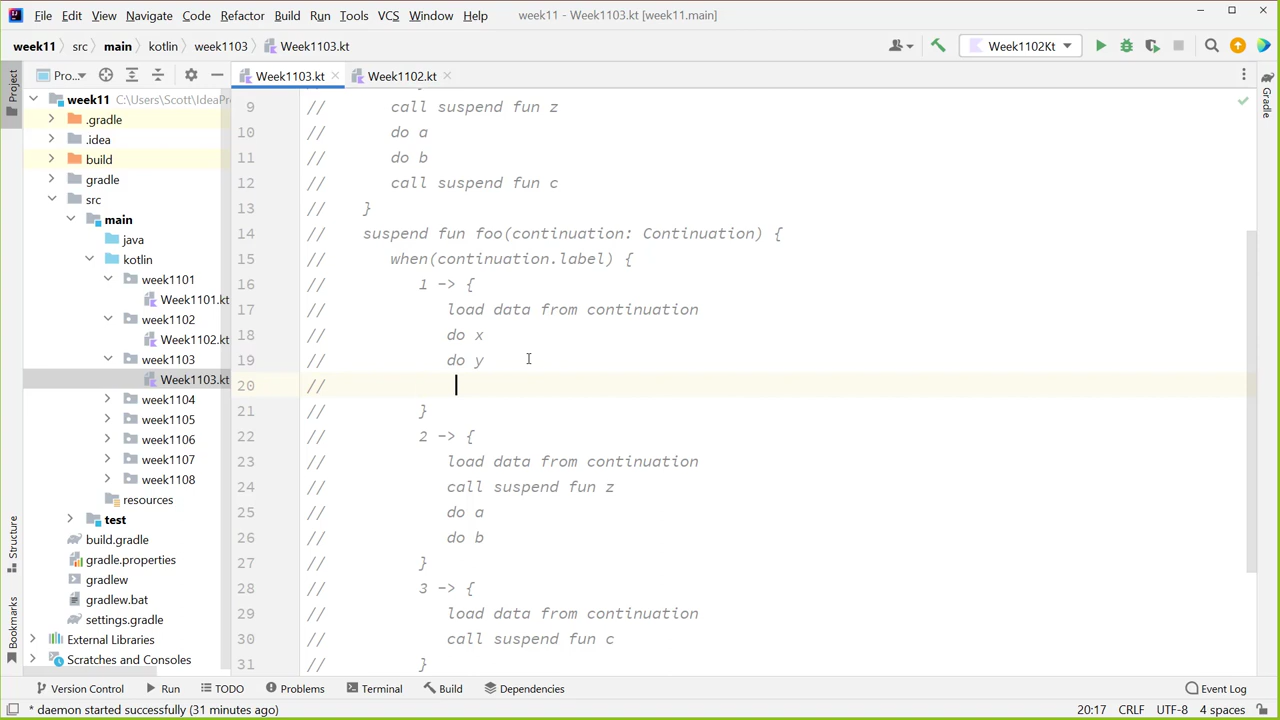 File Edit View Navigate Code Refactor Build Run Tools VCS Window Help week11 - Week1103.kt [week11.main]
week11 src main kotlin week1103 Week1103.kt Week1102Kt
Project
Pro... Week1103.kt Week1102.kt
Gradle
week11 C:\Users\Scott\IdeaPr
.gradle
.idea
build
gradle
src
main
java
kotlin
week1101
Week1101.kt
week1102
Week1102.kt
week1103
Week1103.kt
week1104
week1105
week1106
week1107
week1108
resources
test
build.gradle
gradle.properties
gradlew
gradlew.bat
settings.gradle
External Libraries
Scratches and Consoles
Structure
Bookmarks
9 // call suspend fun z
10 // do a
11 // do b
12 // call suspend fun c
13 // }
14 // suspend fun foo(continuation: Continuation) {
15 // when(continuation.label) {
16 // 1 -> {
17 // load data from continuation
18 // do x
19 // do y
20 //
21 // }
22 // 2 -> {
23 // load data from continuation
24 // call suspend fun z
25 // do a
26 // do b
27 // }
28 // 3 -> {
29 // load data from continuation
30 // call suspend fun c
31 // }
Version Control Run TODO Problems Terminal Build Dependencies Event Log
* daemon started successfully (31 minutes ago) 20:17 CRLF UTF-8 4 spaces